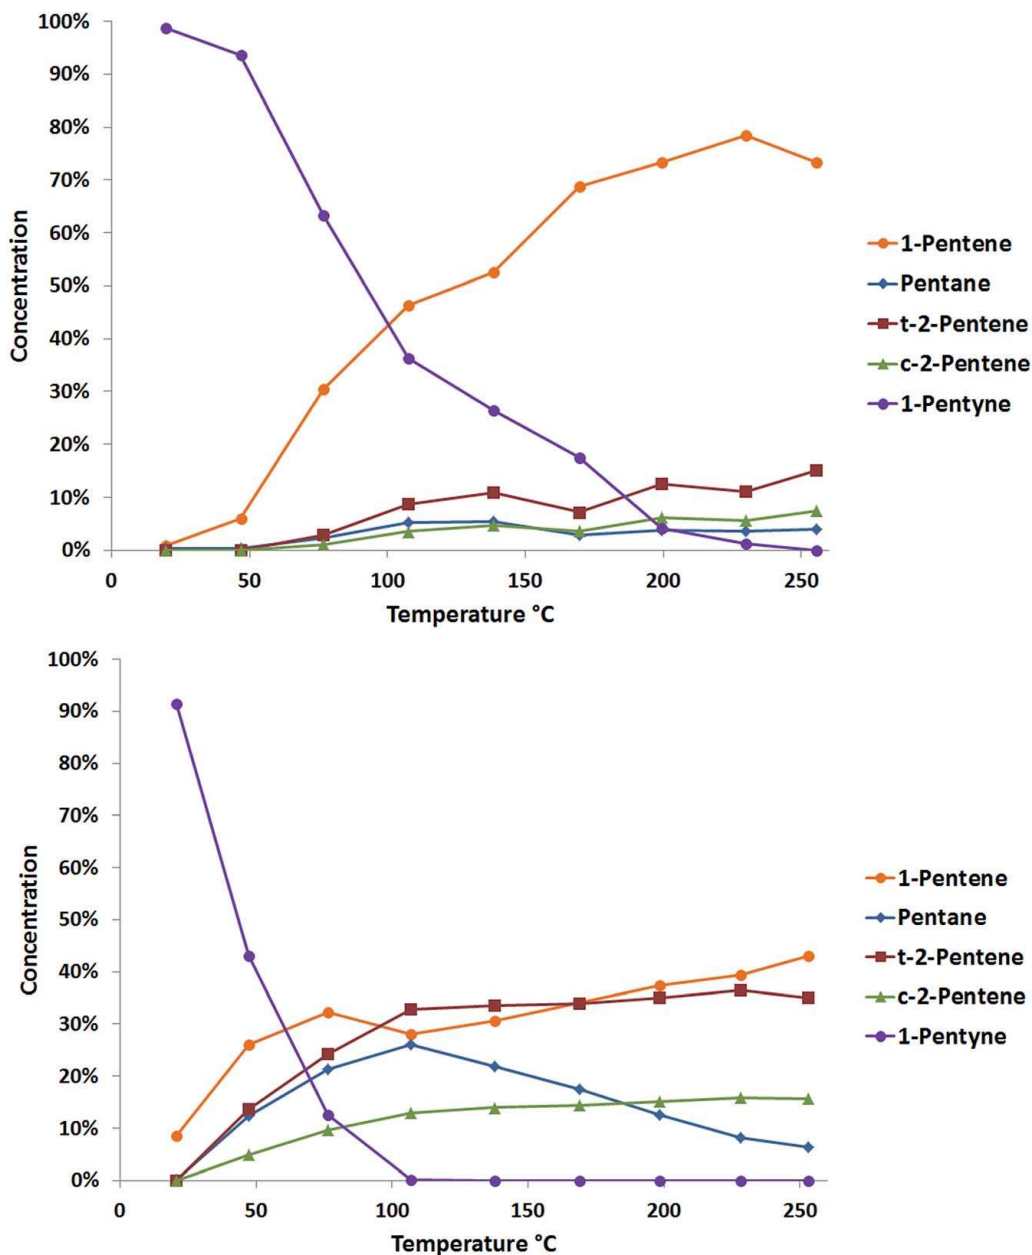 100%
90%
80%
70%
60%
50%
40%
30%
20%
10%
0%
Concentration
0 50 100 150 200 250
Temperature °C
1-Pentene
Pentane
t-2-Pentene
c-2-Pentene
1-Pentyne
100%
90%
80%
70%
60%
50%
40%
30%
20%
10%
0%
Concentration
0 50 100 150 200 250
Temperature °C
1-Pentene
Pentane
t-2-Pentene
c-2-Pentene
1-Pentyne